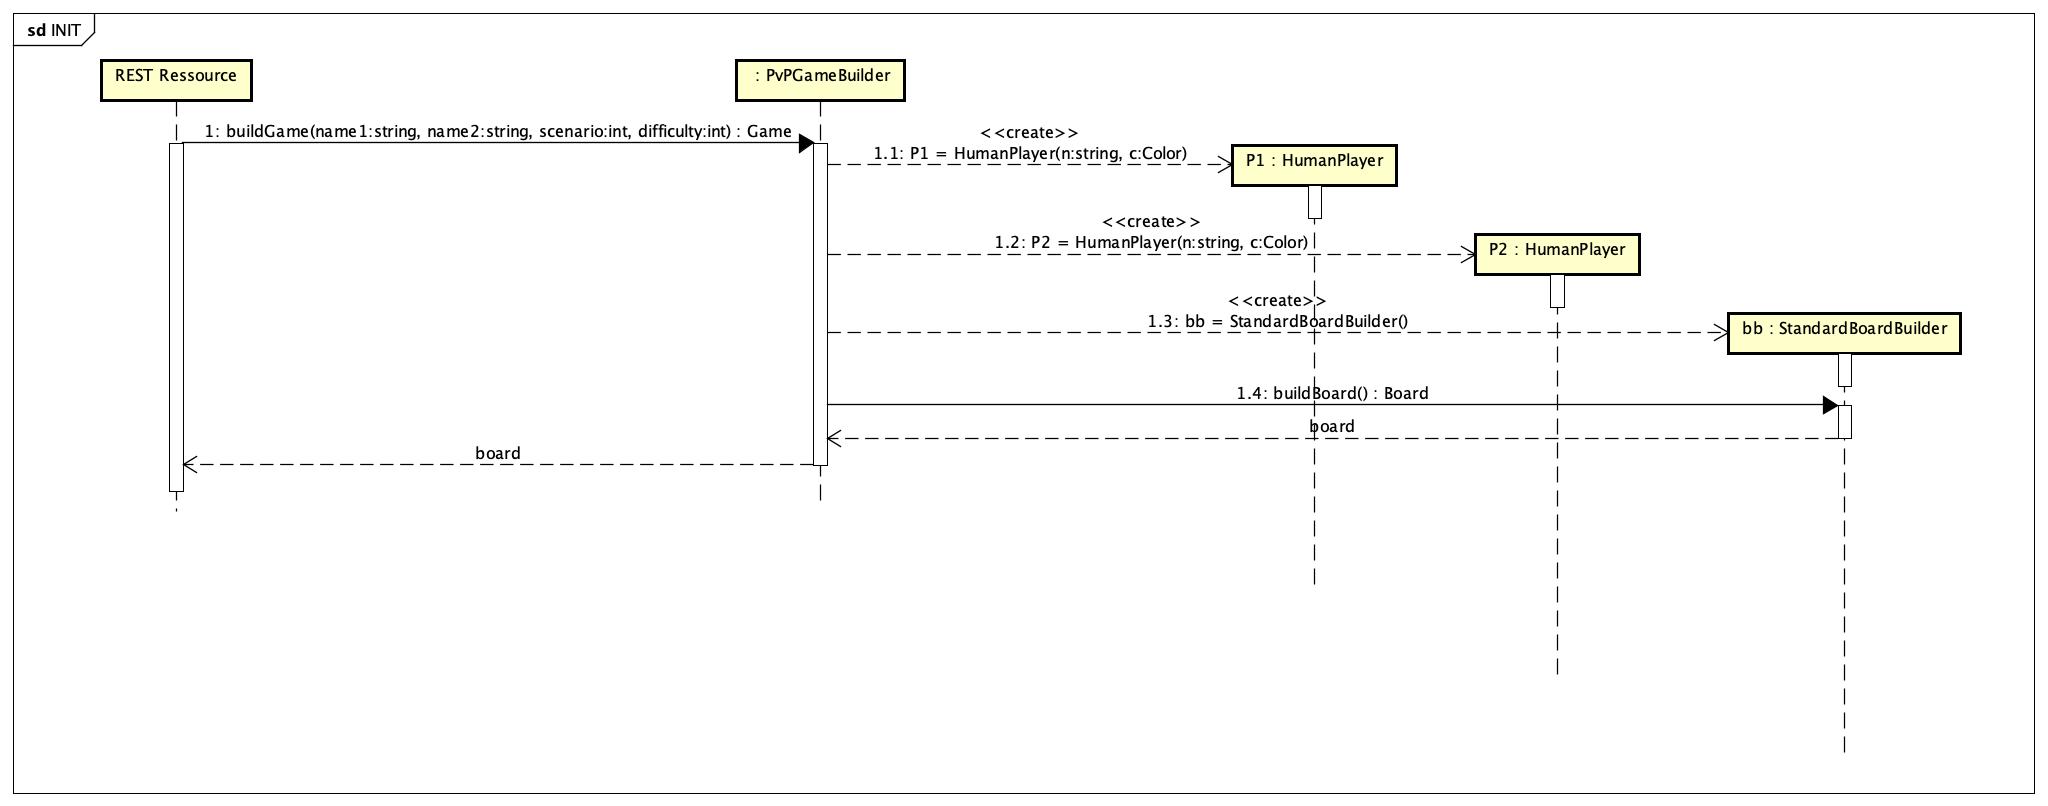 sd INIT
REST Ressource
: PvPGameBuilder
1: buildGame(name1:string, name2:string, scenario:int, difficulty:int) : Game
<<create>>
1.1: P1 = HumanPlayer(n:string, c:Color)
P1 : HumanPlayer
<<create>>
1.2: P2 = HumanPlayer(n:string, c:Color)
P2 : HumanPlayer
<<create>>
1.3: bb = StandardBoardBuilder()
bb : StandardBoardBuilder
1.4: buildBoard() : Board
board
board